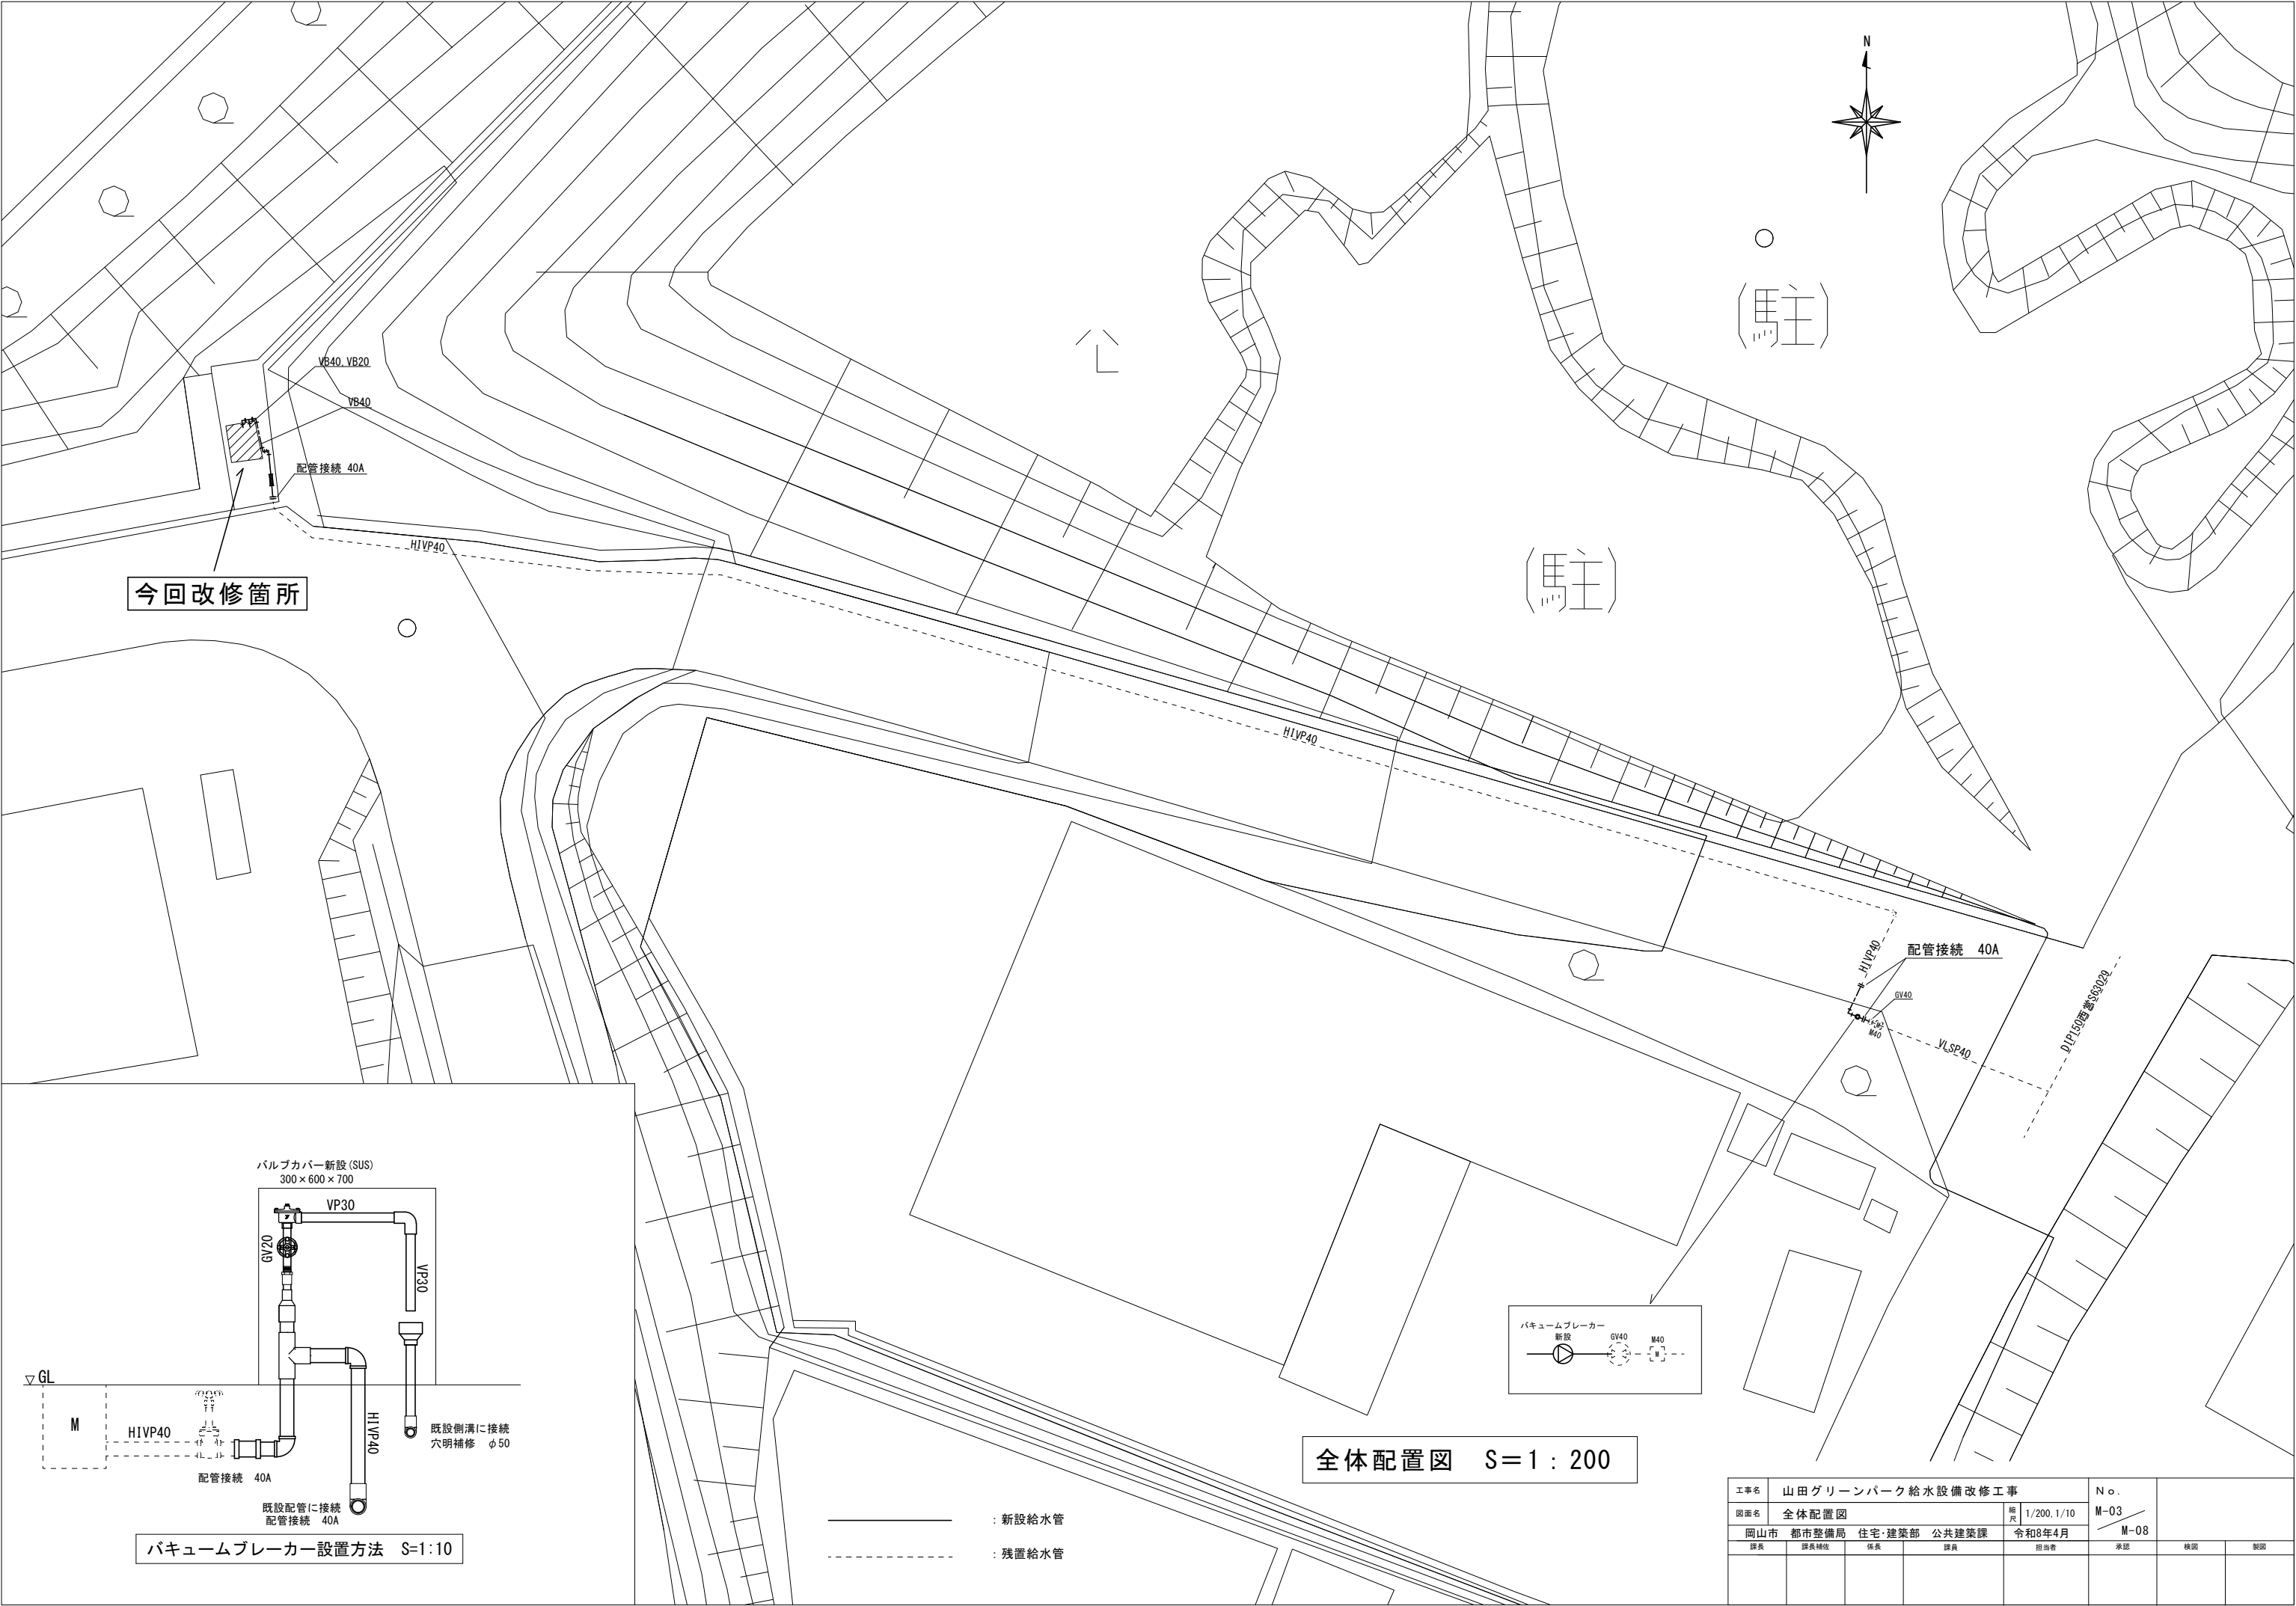 N
(駐)
VB40,VB20
VB40
配管接続 40A
HIVP40
今回改修箇所
(駐)
HIVP40
HIVP40
配管接続 40A
GV40
M40
VLSP40
DIP150西営S63029
バルブカバー新設(SUS)
300×600×700
VP30
GV20
VP30
▽GL
M
HIVP40
HIVP40
配管接続 40A
既設側溝に接続
穴明補修 φ50
既設配管に接続
配管接続 40A
バキュームブレーカー設置方法 S=1:10
バキュームブレーカー
新設
GV40
M40
M
全体配置図 S=1:200
:新設給水管
:残置給水管
工事名 山田グリーンパーク給水設備改修工事 No.
図面名 全体配置図 縮尺 1/200,1/10 M-03
岡山市 都市整備局 住宅・建築部 公共建築課 令和8年4月 M-08
課長 課長補佐 係長 課員 担当者 承認 検図 製図